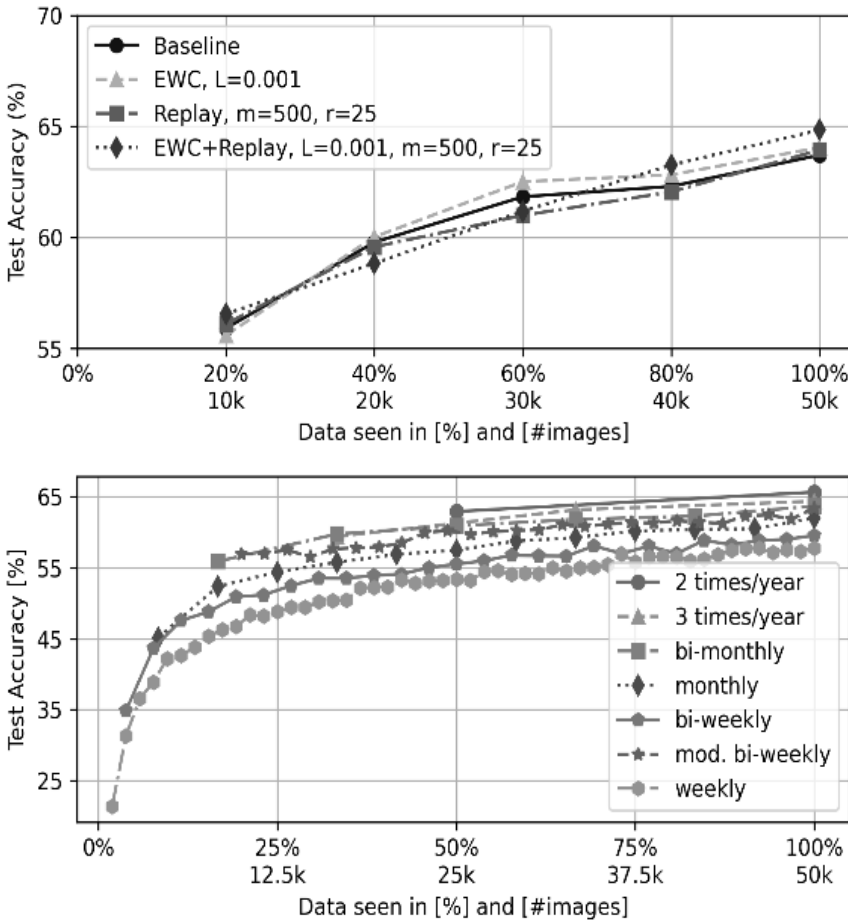 70
65
60
55
Test Accuracy (%)
Baseline
EWC, L=0.001
Replay, m=500, r=25
EWC+Replay, L=0.001, m=500, r=25
0% 20% 40% 60% 80% 100%
10k 20k 30k 40k 50k
Data seen in [%] and [#images]
65
55
45
35
25
Test Accuracy [%]
2 times/year
3 times/year
bi-monthly
monthly
bi-weekly
mod. bi-weekly
weekly
0% 25% 50% 75% 100%
12.5k 25k 37.5k 50k
Data seen in [%] and [#images]